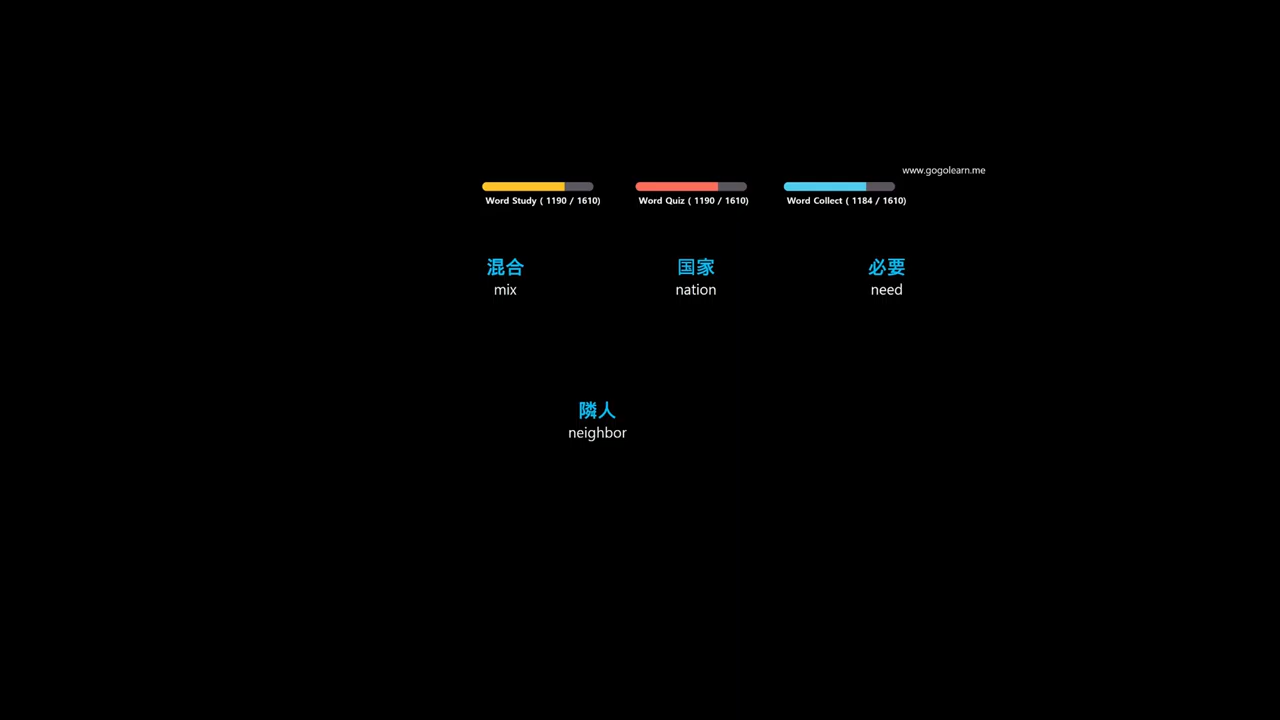 www.gogolearn.me
Word Study ( 1190 / 1610)
Word Quiz ( 1190 / 1610)
Word Collect ( 1184 / 1610)
混合
mix
国家
nation
必要
need
隣人
neighbor